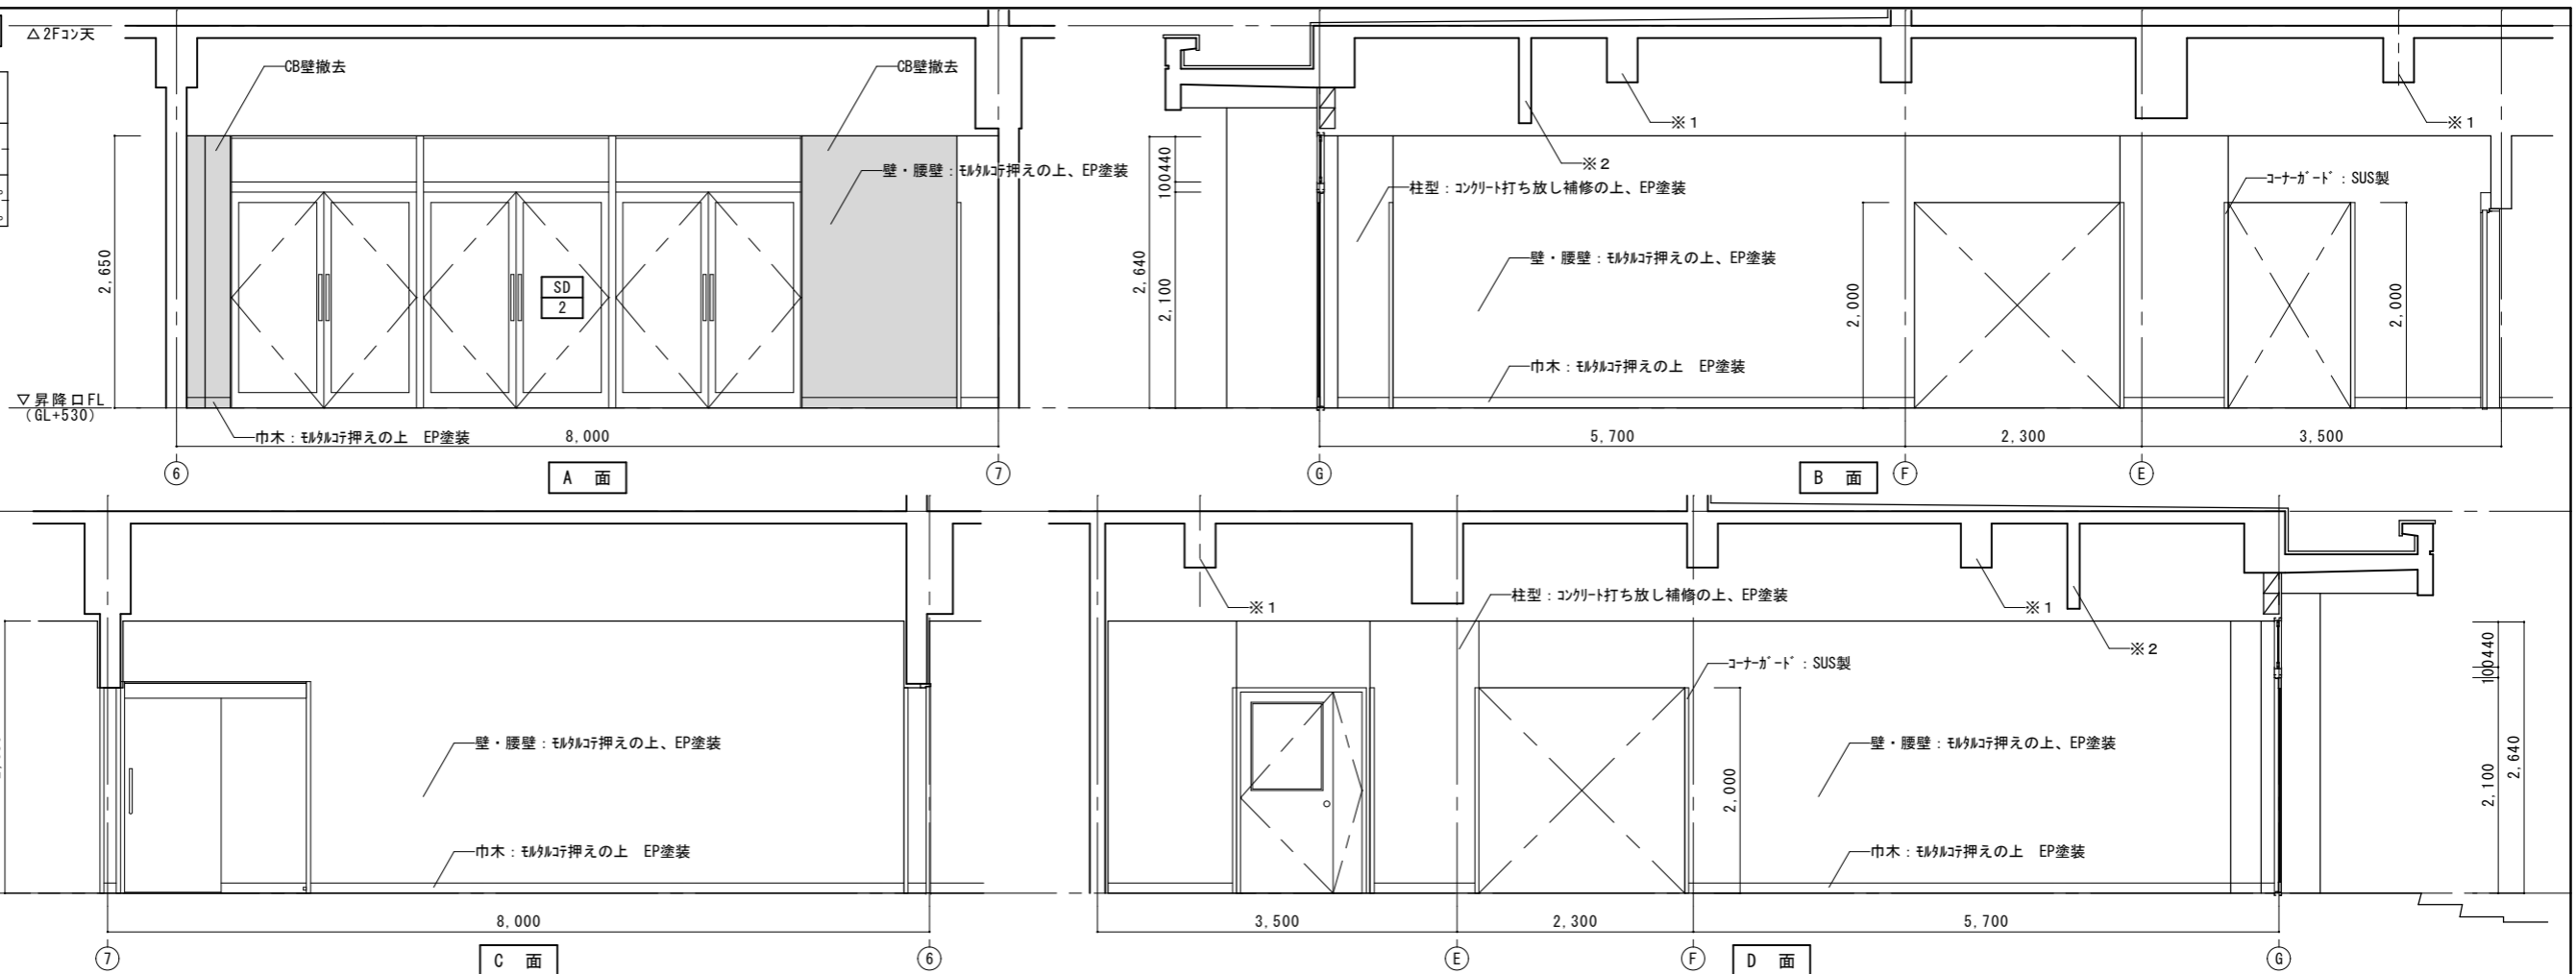 △2Fコン天
CB壁撤去
CB壁撤去
壁・腰壁：モルタルコテ押えの上、EP塗装
2,650
SD
2
▽昇降口FL
(GL+530)
巾木：モルタルコテ押えの上　EP塗装
8,000
6
7
A 面
※1
※1
※2
柱型：コンクリート打ち放し補修の上、EP塗装
コーナーガード：SUS製
壁・腰壁：モルタルコテ押えの上、EP塗装
巾木：モルタルコテ押えの上　EP塗装
440
100
2,640
2,100
2,000
2,000
5,700
2,300
3,500
G
B 面
F
E
壁・腰壁：モルタルコテ押えの上、EP塗装
巾木：モルタルコテ押えの上　EP塗装
8,000
7
C 面
6
※1
柱型：コンクリート打ち放し補修の上、EP塗装
※1
※2
コーナーガード：SUS製
壁・腰壁：モルタルコテ押えの上、EP塗装
巾木：モルタルコテ押えの上　EP塗装
2,000
440
100
2,100
2,640
3,500
2,300
5,700
E
F
D 面
G